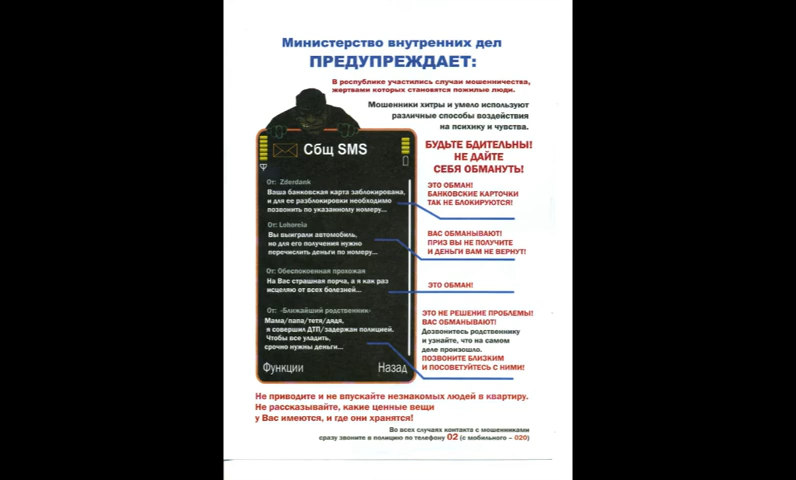 Министерство внутренних дел
ПРЕДУПРЕЖДАЕТ:
В республике участились случаи мошенничества,
жертвами которых становятся пожилые люди.
Мошенники хитры и умело используют
различные способы воздействия
на психику и чувства.
БУДЬТЕ БДИТЕЛЬНЫ!
НЕ ДАЙТЕ
СЕБЯ ОБМАНУТЬ!
Сбщ SMS
От: Zderdank
Ваша банковская карта заблокирована,
и для ее разблокировки необходимо
позвонить по указанному номеру...
ЭТО ОБМАН!
БАНКОВСКИЕ КАРТОЧКИ
ТАК НЕ БЛОКИРУЮТСЯ!
От: Lohoreia
Вы выиграли автомобиль,
но для его получения нужно
перечислить деньги по номеру...
ВАС ОБМАНЫВАЮТ!
ПРИЗ ВЫ НЕ ПОЛУЧИТЕ
И ДЕНЬГИ ВАМ НЕ ВЕРНУТ!
От: Обеспокоенная прохожая
На Вас страшная порча, а я как раз
исцеляю от всех болезней...
ЭТО ОБМАН!
От: «Ближайший родственник»
Мама/папа/тетя/дядя,
я совершил ДТП/задержан полицией.
Чтобы все уладить,
срочно нужны деньги...
ЭТО НЕ РЕШЕНИЕ ПРОБЛЕМЫ!
ВАС ОБМАНЫВАЮТ!
Дозвонитесь родственнику
и узнайте, что на самом
деле произошло.
ПОЗВОНИТЕ БЛИЗКИМ
И ПОСОВЕТУЙТЕСЬ С НИМИ!
Функции
Назад
Не приводите и не впускайте незнакомых людей в квартиру.
Не рассказывайте, какие ценные вещи
у Вас имеются, и где они хранятся!
Во всех случаях контакта с мошенниками
сразу звоните в полицию по телефону 02 (с мобильного – 020)